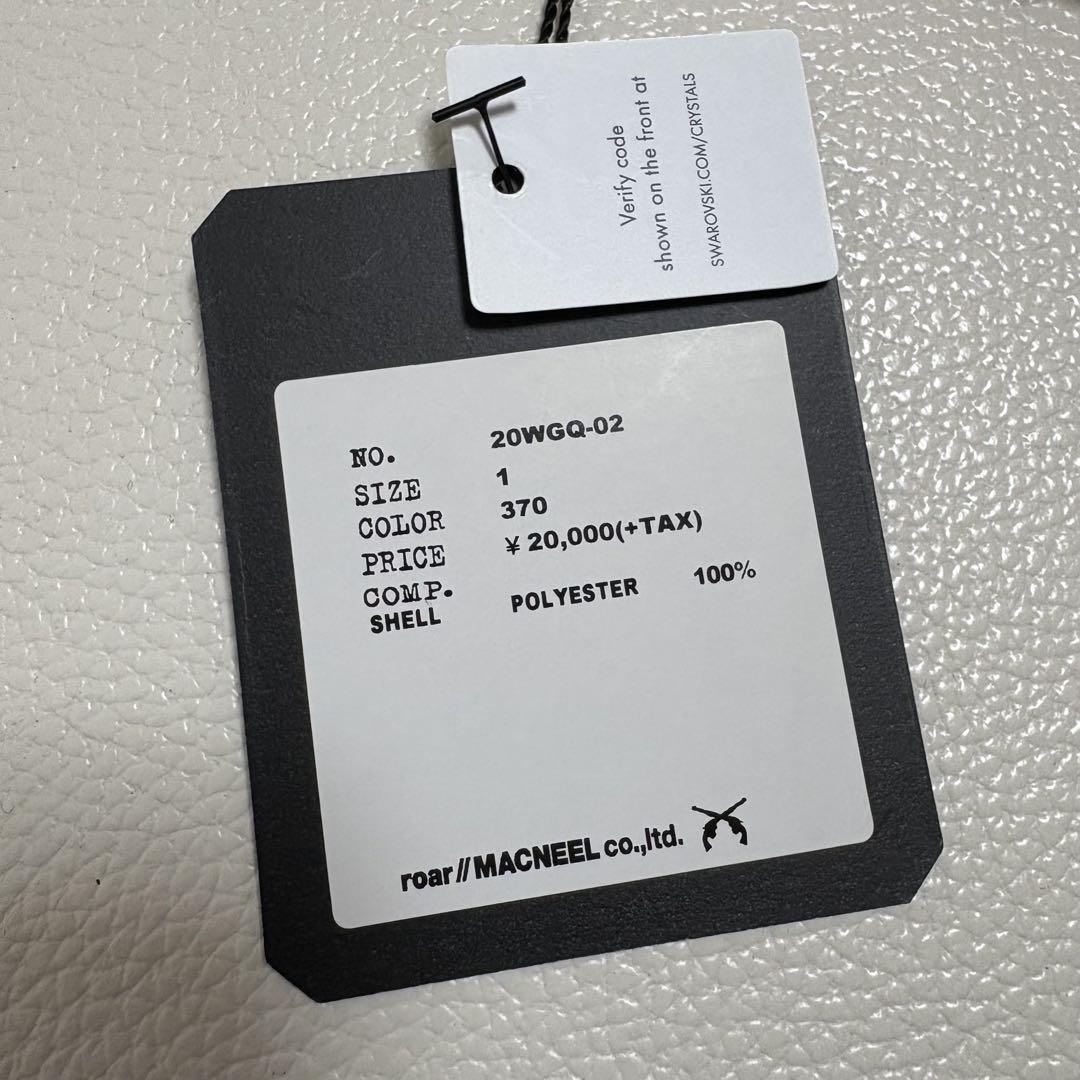 Verify code
shown on the front at
SWAROVSKI.COM/CRYSTALS
NO. 20WGQ-02
SIZE 1
COLOR 370
PRICE ¥20,000(+TAX)
COMP.
SHELL POLYESTER 100%
roar//MACNEEL co.,ltd.